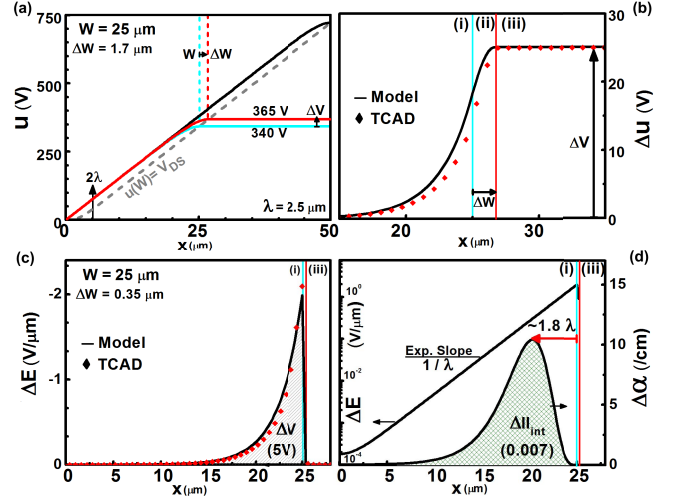 (a)
W = 25 μm
ΔW = 1.7 μm
W
ΔW
365 V
ΔV
340 V
2λ
u(W)= V_DS
λ = 2.5 μm
u (V)
750
500
250
0
0
25
50
x (μm)
(b)
(i)
(ii)
(iii)
— Model
◆ TCAD
ΔV
ΔW
Δu (V)
30
20
10
0
20
30
x (μm)
(c)
W = 25 μm
ΔW = 0.35 μm
(i)
(iii)
— Model
◆ TCAD
ΔV
(5V)
ΔE (V/μm)
-2
-1
0
0
5
10
15
20
25
x (μm)
(d)
(i)
(iii)
~1.8 λ
Exp. Slope
1 / λ
ΔII_int
(0.007)
ΔE (V/μm)
10^0
10^-2
10^-4
Δα (/cm)
15
10
5
0
0
5
10
15
20
25
x (μm)